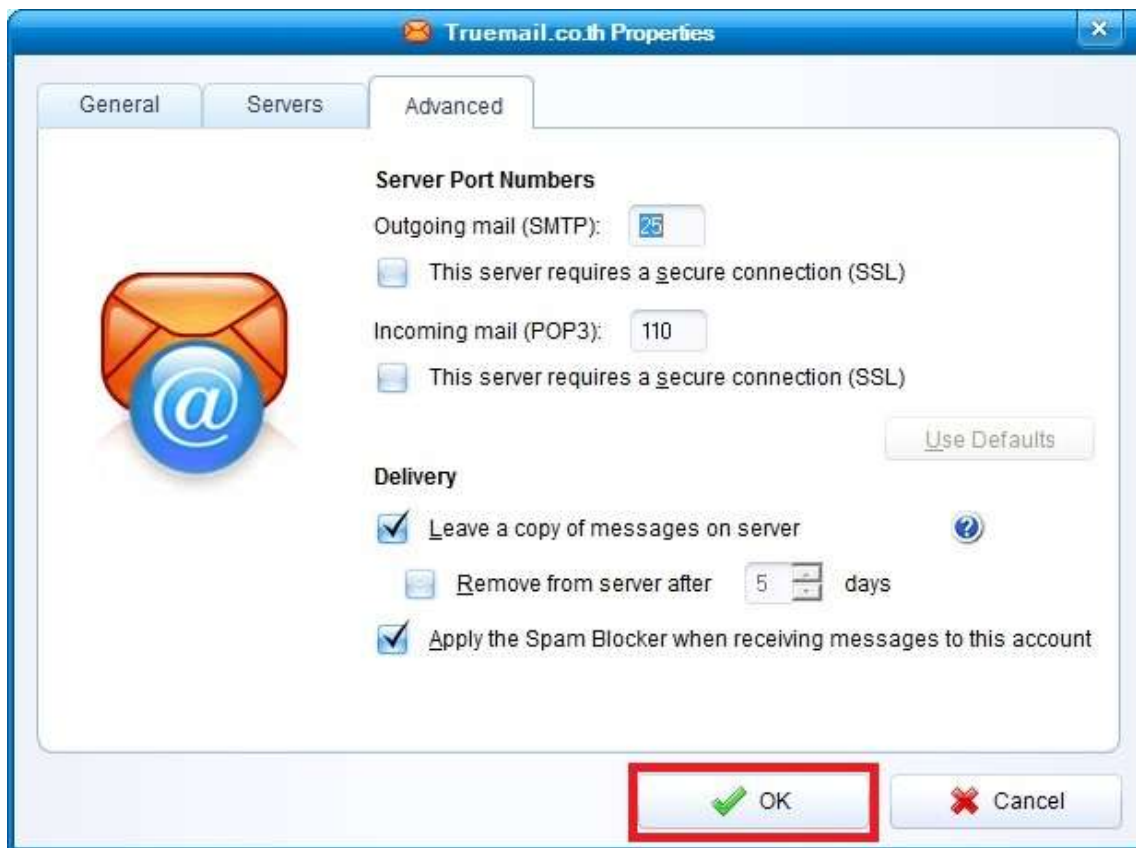 Truemail.co.th Properties
General Servers Advanced
Server Port Numbers
Outgoing mail (SMTP): 25
This server requires a secure connection (SSL)
Incoming mail (POP3): 110
This server requires a secure connection (SSL)
Use Defaults
Delivery
Leave a copy of messages on server
Remove from server after 5 days
Apply the Spam Blocker when receiving messages to this account
OK Cancel